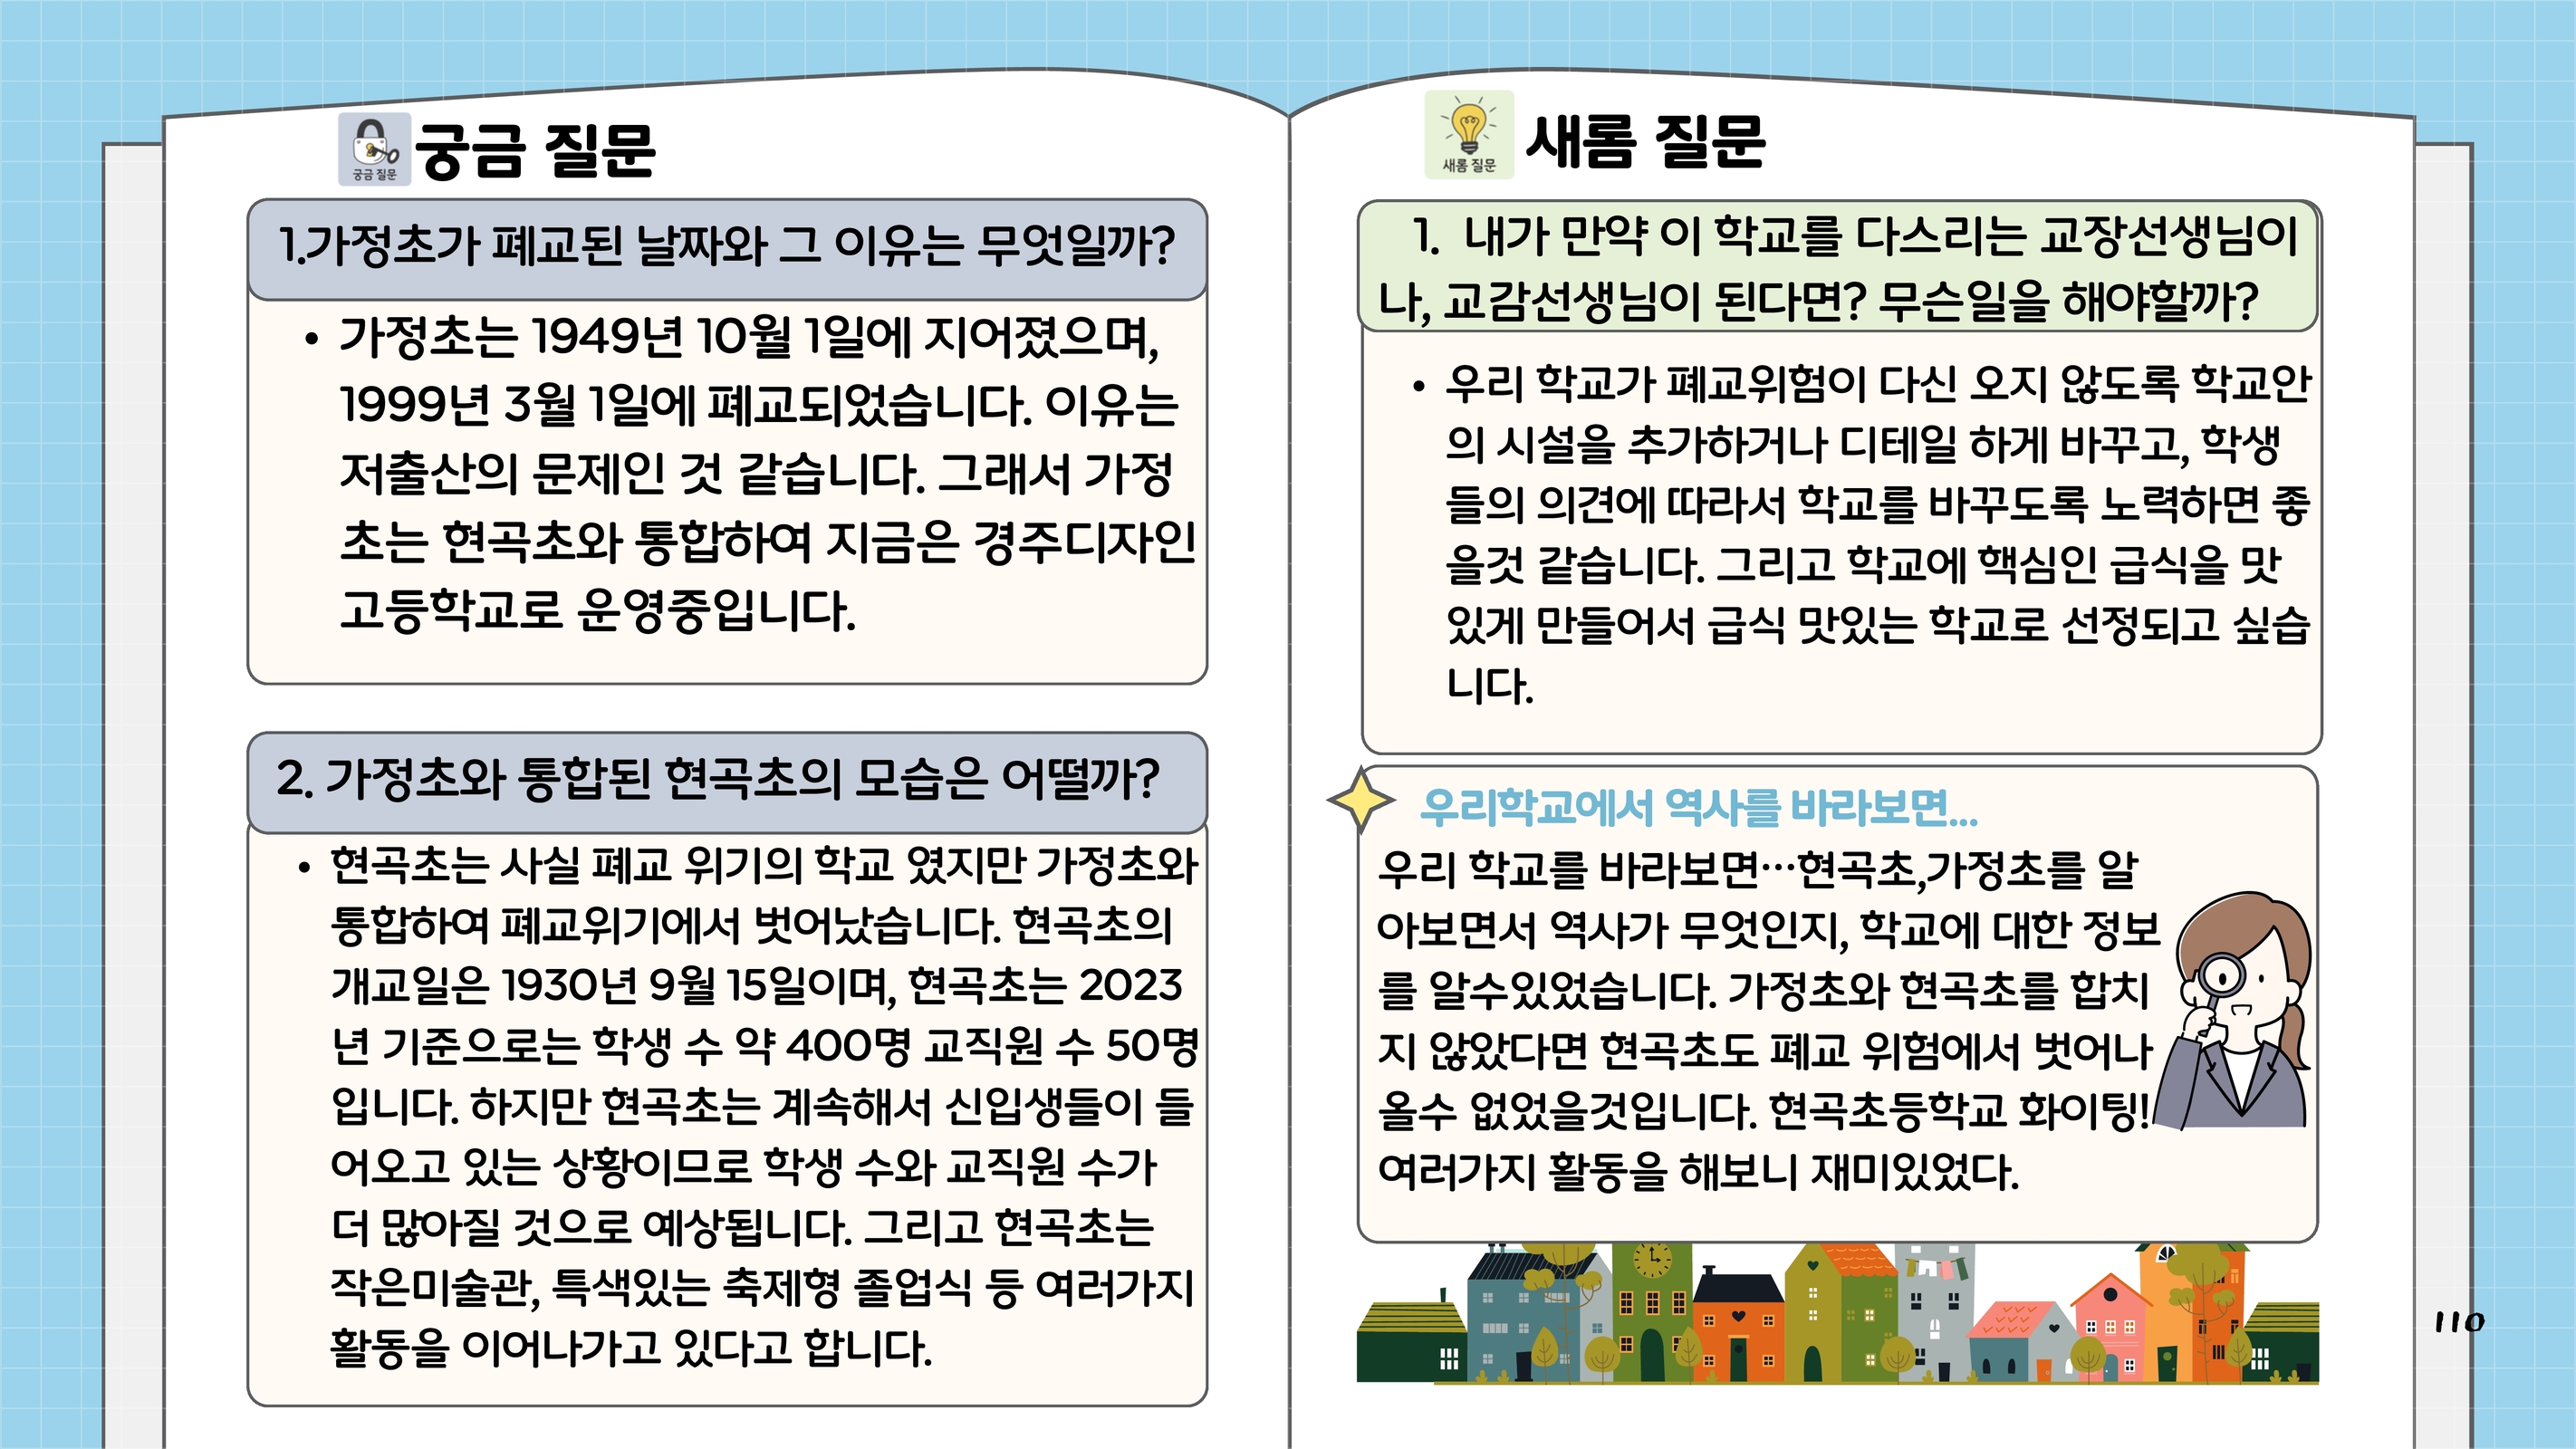 궁금 질문
궁금 질문
1.가정초가 폐교된 날짜와 그 이유는 무엇일까?
• 가정초는 1949년 10월 1일에 지어졌으며,
1999년 3월 1일에 폐교되었습니다. 이유는
저출산의 문제인 것 같습니다. 그래서 가정
초는 현곡초와 통합하여 지금은 경주디자인
고등학교로 운영중입니다.
2. 가정초와 통합된 현곡초의 모습은 어떨까?
• 현곡초는 사실 폐교 위기의 학교 였지만 가정초와
통합하여 폐교위기에서 벗어났습니다. 현곡초의
개교일은 1930년 9월 15일이며, 현곡초는 2023
년 기준으로는 학생 수 약 400명 교직원 수 50명
입니다. 하지만 현곡초는 계속해서 신입생들이 들
어오고 있는 상황이므로 학생 수와 교직원 수가
더 많아질 것으로 예상됩니다. 그리고 현곡초는
작은미술관, 특색있는 축제형 졸업식 등 여러가지
활동을 이어나가고 있다고 합니다.
새롬 질문
새롬 질문
1. 내가 만약 이 학교를 다스리는 교장선생님이
나, 교감선생님이 된다면? 무슨일을 해야할까?
• 우리 학교가 폐교위험이 다신 오지 않도록 학교안
의 시설을 추가하거나 디테일 하게 바꾸고, 학생
들의 의견에 따라서 학교를 바꾸도록 노력하면 좋
을것 같습니다. 그리고 학교에 핵심인 급식을 맛
있게 만들어서 급식 맛있는 학교로 선정되고 싶습
니다.
우리학교에서 역사를 바라보면...
우리 학교를 바라보면…현곡초,가정초를 알
아보면서 역사가 무엇인지, 학교에 대한 정보
를 알수있었습니다. 가정초와 현곡초를 합치
지 않았다면 현곡초도 폐교 위험에서 벗어나
올수 없었을것입니다. 현곡초등학교 화이팅!
여러가지 활동을 해보니 재미있었다.
110